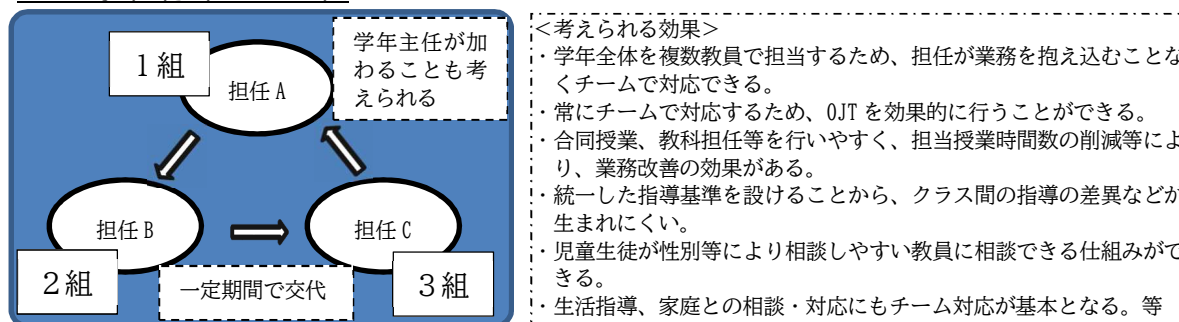 1組
担任A
学年主任が加
わることも考
えられる
担任B
担任C
2組
一定期間で交代
3組
<考えられる効果>
・学年全体を複数教員で担当するため、担任が業務を抱え込むことな
くチームで対応できる。
・常にチームで対応するため、OJTを効果的に行うことができる。
・合同授業、教科担任等を行いやすく、担当授業時間数の削減等によ
り、業務改善の効果がある。
・統一した指導基準を設けることから、クラス間の指導の差異などが
生まれにくい。
・児童生徒が性別等により相談しやすい教員に相談できる仕組みがで
きる。
・生活指導、家庭との相談・対応にもチーム対応が基本となる。等